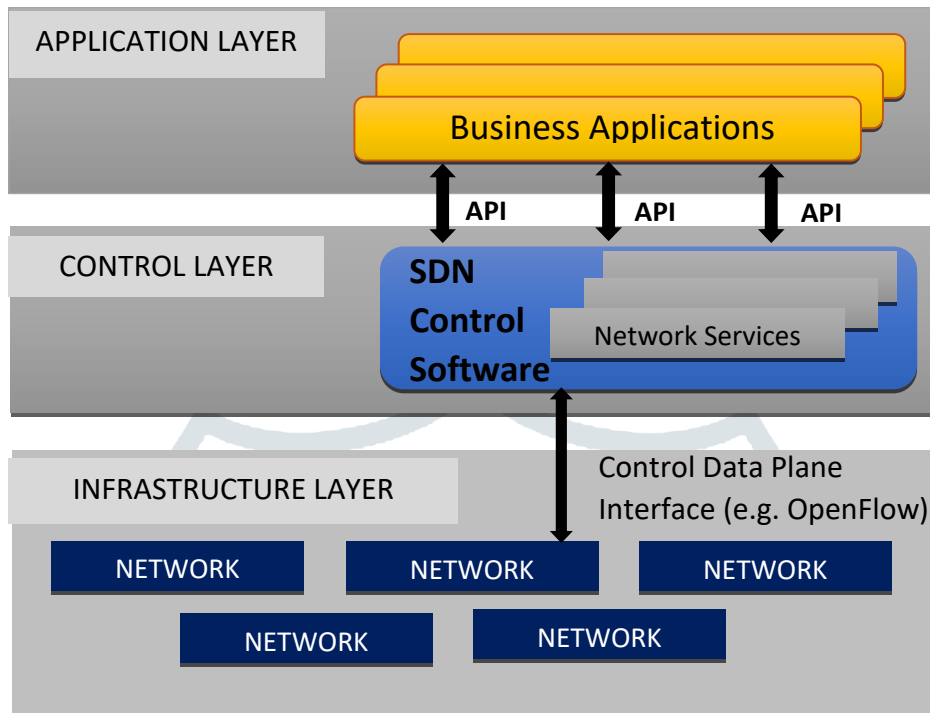 APPLICATION LAYER
Business Applications
API API API
CONTROL LAYER
SDN
Control
Software
Network Services
INFRASTRUCTURE LAYER
Control Data Plane
Interface (e.g. OpenFlow)
NETWORK NETWORK NETWORK
NETWORK NETWORK